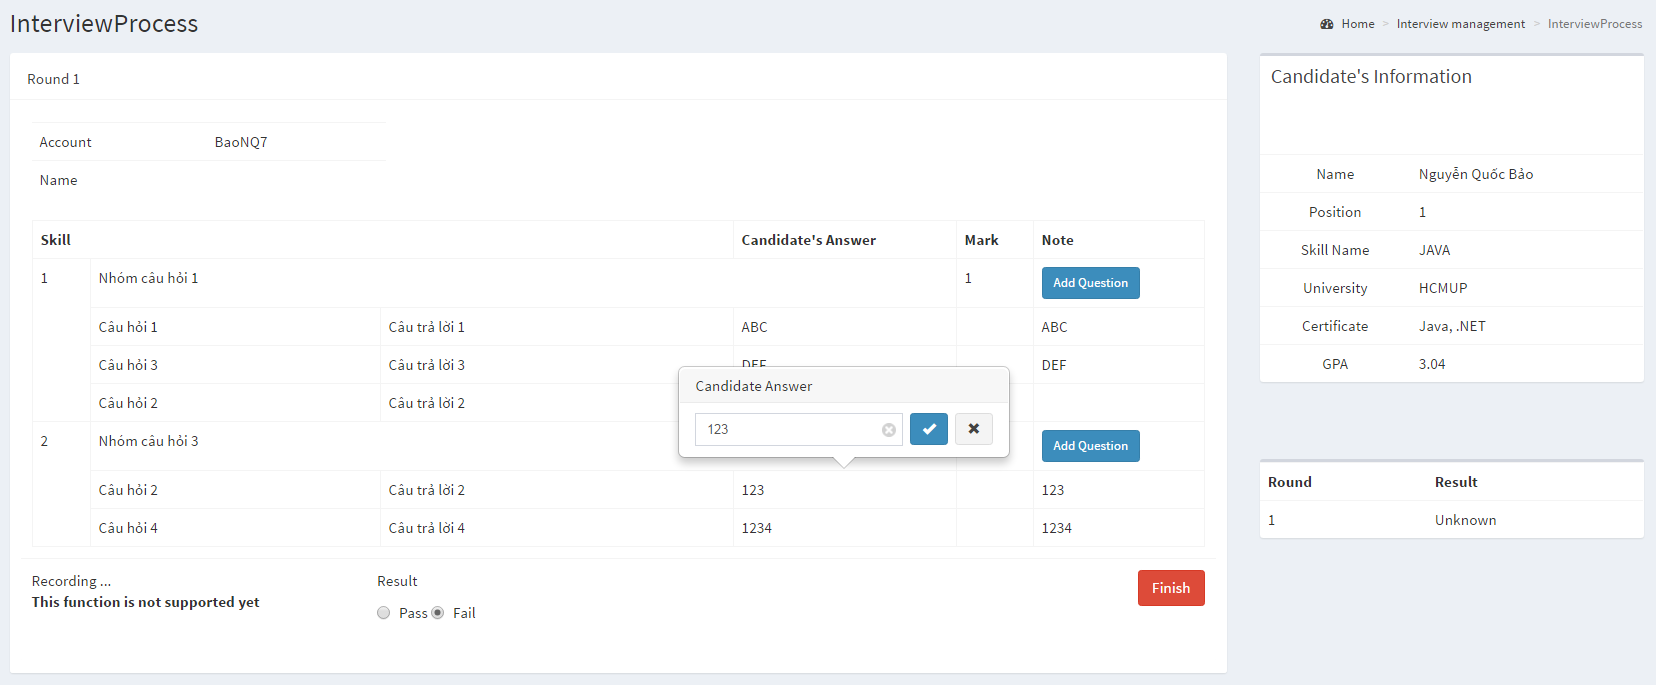 InterviewProcess
Home > Interview management > InterviewProcess
Round 1
Account BaoNQ7
Name
Skill Candidate's Answer Mark Note
1 Nhóm câu hỏi 1 1 Add Question
Câu hỏi 1 Câu trả lời 1 ABC ABC
Câu hỏi 3 Câu trả lời 3 DEF DEF
Câu hỏi 2 Câu trả lời 2
Candidate Answer
123
2 Nhóm câu hỏi 3 Add Question
Câu hỏi 2 Câu trả lời 2 123 123
Câu hỏi 4 Câu trả lời 4 1234 1234
Recording ...
This function is not supported yet
Result
Pass Fail
Finish
Candidate's Information
Name Nguyễn Quốc Bảo
Position 1
Skill Name JAVA
University HCMUP
Certificate Java, .NET
GPA 3.04
Round Result
1 Unknown